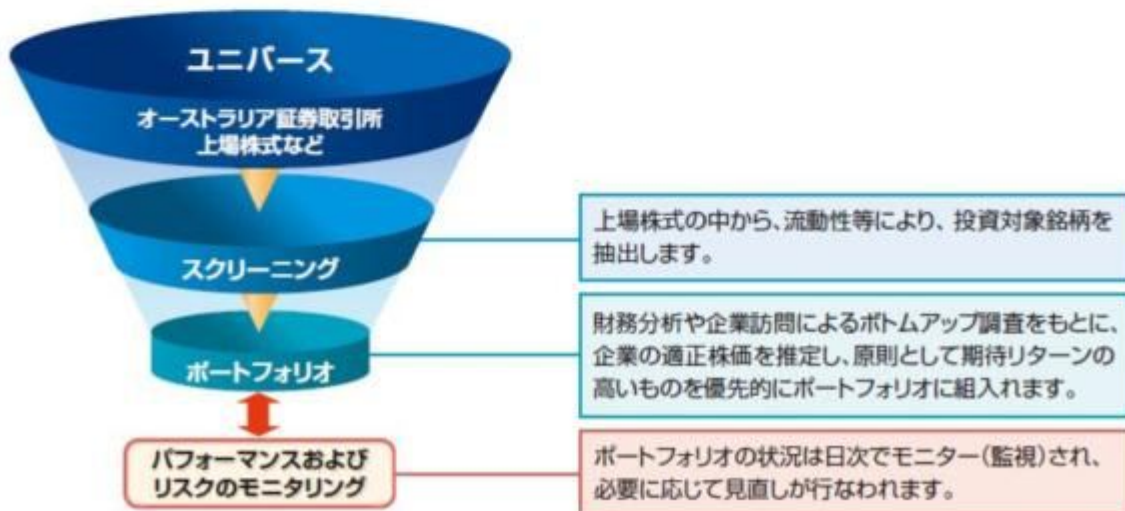 ユニバース
オーストラリア証券取引所
上場株式など
スクリーニング
上場株式の中から、流動性等により、投資対象銘柄を
抽出します。
ポートフォリオ
財務分析や企業訪問によるボトムアップ調査をもとに、
企業の適正株価を推定し、原則として期待リターンの
高いものを優先的にポートフォリオに組入れます。
パフォーマンスおよび
リスクのモニタリング
ポートフォリオの状況は日次でモニター(監視)され、
必要に応じて見直しが行なわれます。